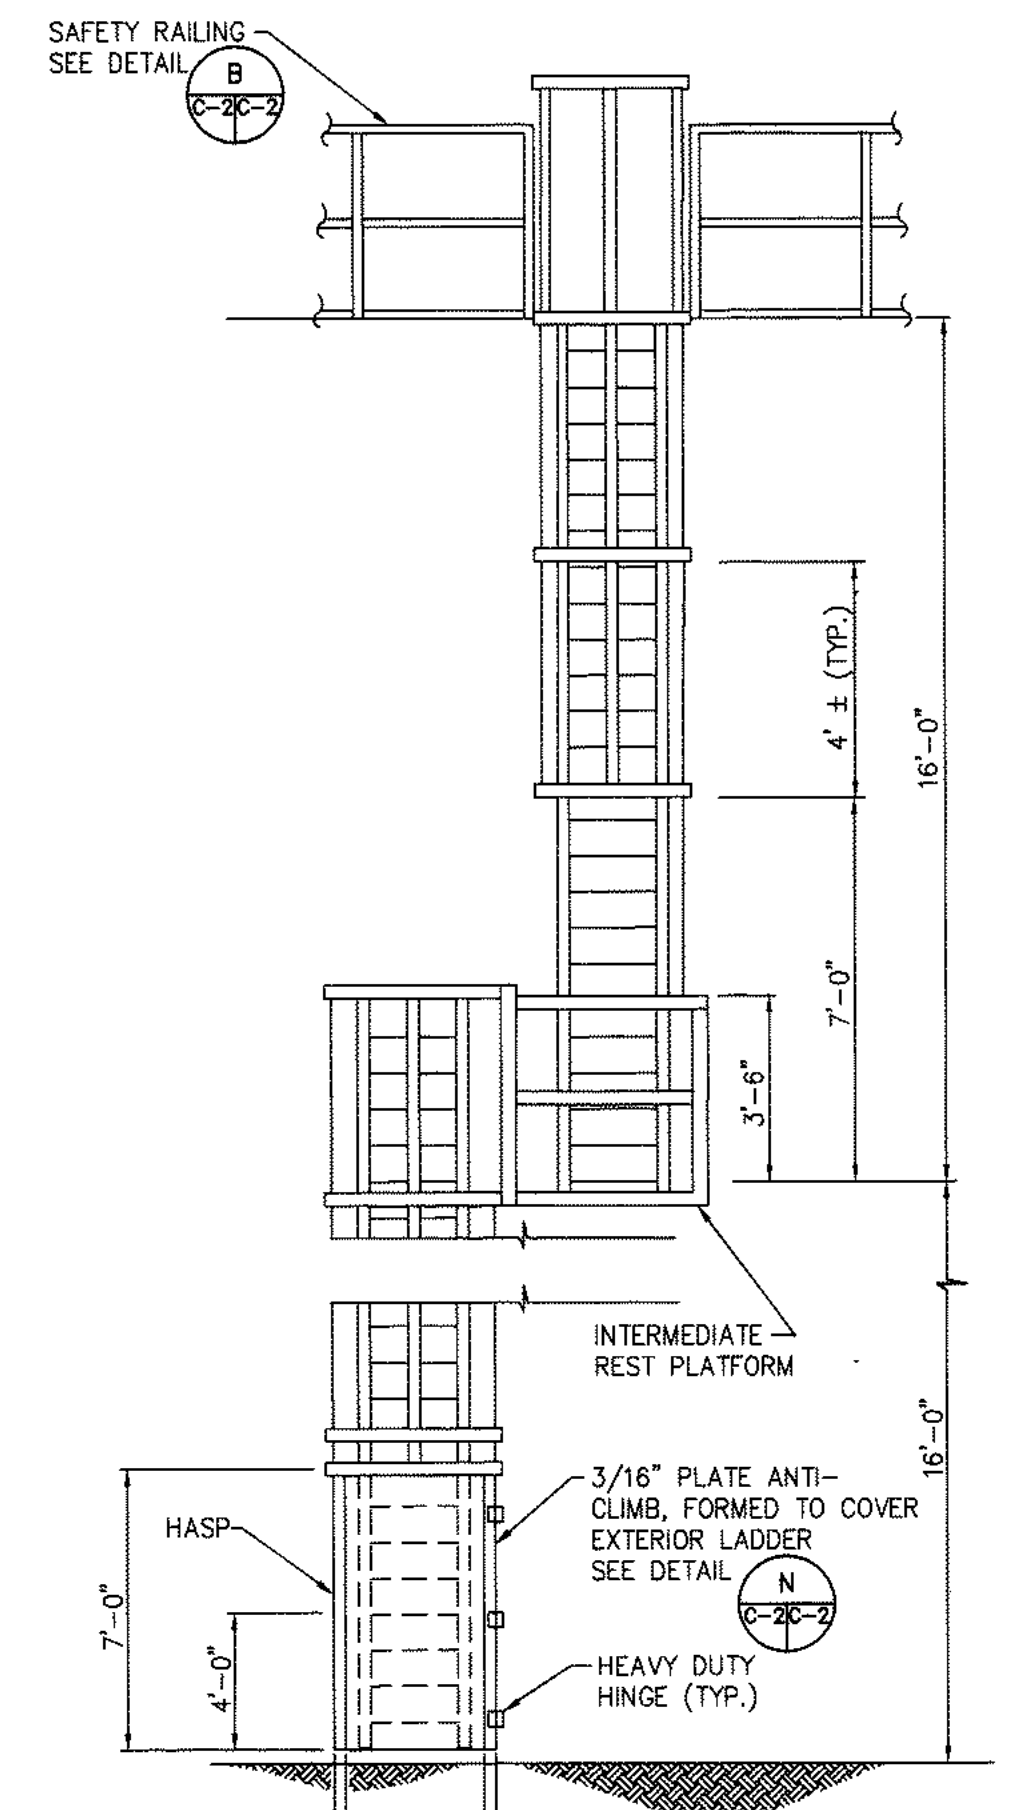 SAFETY RAILING
SEE DETAIL
B
C-2 C-2
4' ± (TYP.)
16'-0"
7'-0"
3'-6"
INTERMEDIATE
REST PLATFORM
16'-0"
3/16" PLATE ANTI-
CLIMB, FORMED TO COVER
EXTERIOR LADDER
SEE DETAIL
N
C-2 C-2
HASP
7'-0"
4'-0"
HEAVY DUTY
HINGE (TYP.)